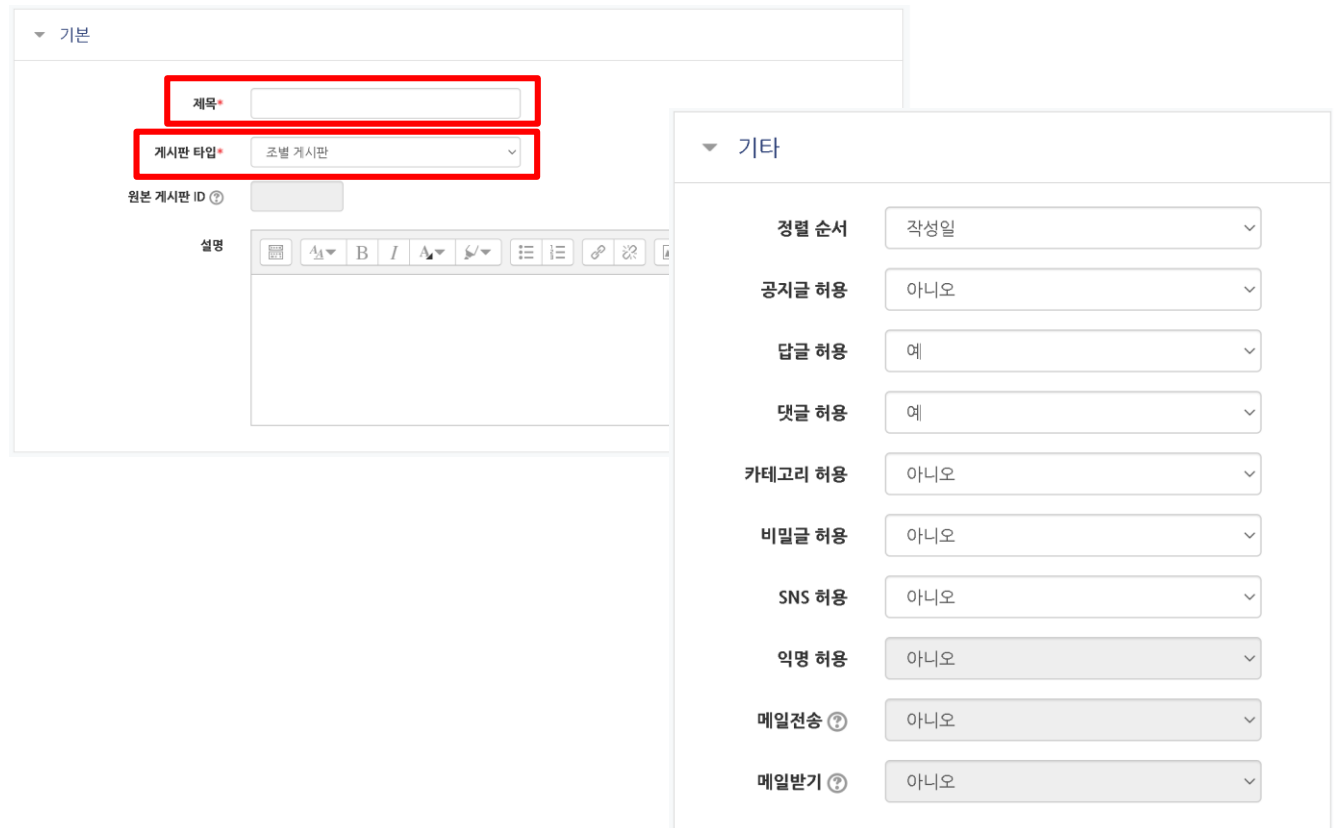 기본
제목*
게시판 타입* 조별 게시판
원본 게시판 ID ?
설명
B I A
기타
정렬 순서 작성일
공지글 허용 아니오
답글 허용 예
댓글 허용 예
카테고리 허용 아니오
비밀글 허용 아니오
SNS 허용 아니오
익명 허용 아니오
메일전송 ? 아니오
메일받기 ? 아니오